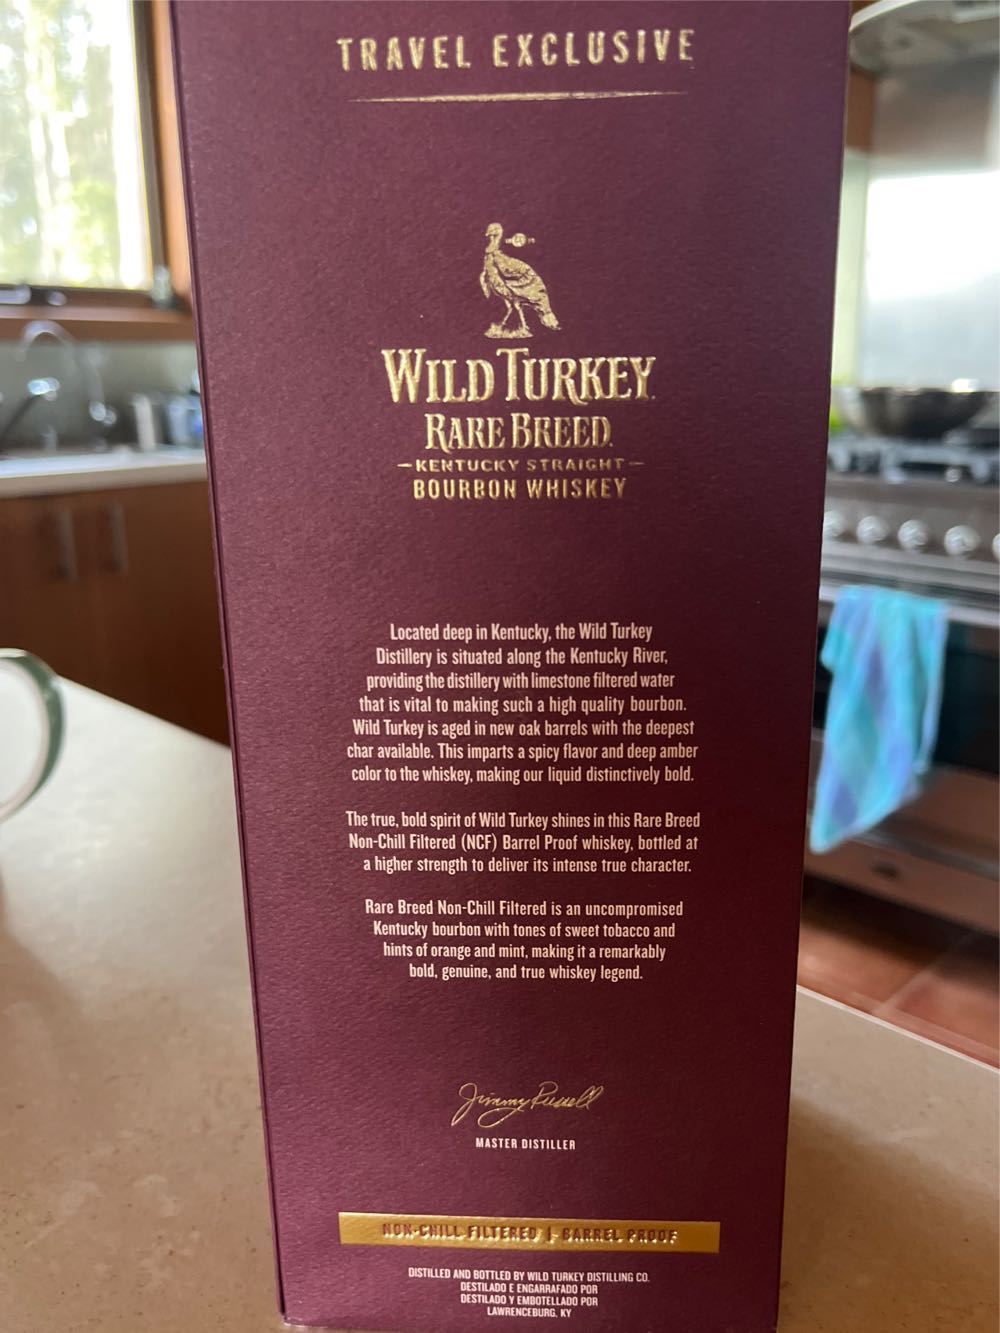 TRAVEL EXCLUSIVE
WILD TURKEY
RARE BREED
KENTUCKY STRAIGHT
BOURBON WHISKEY
Located deep in Kentucky, the Wild Turkey
Distillery is situated along the Kentucky River,
providing the distillery with limestone filtered water
that is vital to making such a high quality bourbon.
Wild Turkey is aged in new oak barrels with the deepest
char available. This imparts a spicy flavor and deep amber
color to the whiskey, making our liquid distinctively bold.
The true, bold spirit of Wild Turkey shines in this Rare Breed
Non-Chill Filtered (NCF) Barrel Proof whiskey, bottled at
a higher strength to deliver its intense true character.
Rare Breed Non-Chill Filtered is an uncompromised
Kentucky bourbon with tones of sweet tobacco and
hints of orange and mint, making it a remarkably
bold, genuine, and true whiskey legend.
Jimmy Russell
MASTER DISTILLER
NON-CHILL FILTERED | BARREL PROOF
DISTILLED AND BOTTLED BY WILD TURKEY DISTILLING CO.
DESTILADO E ENGARRAFADO POR
DESTILADO Y EMBOTELLADO POR
LAWRENCEBURG, KY